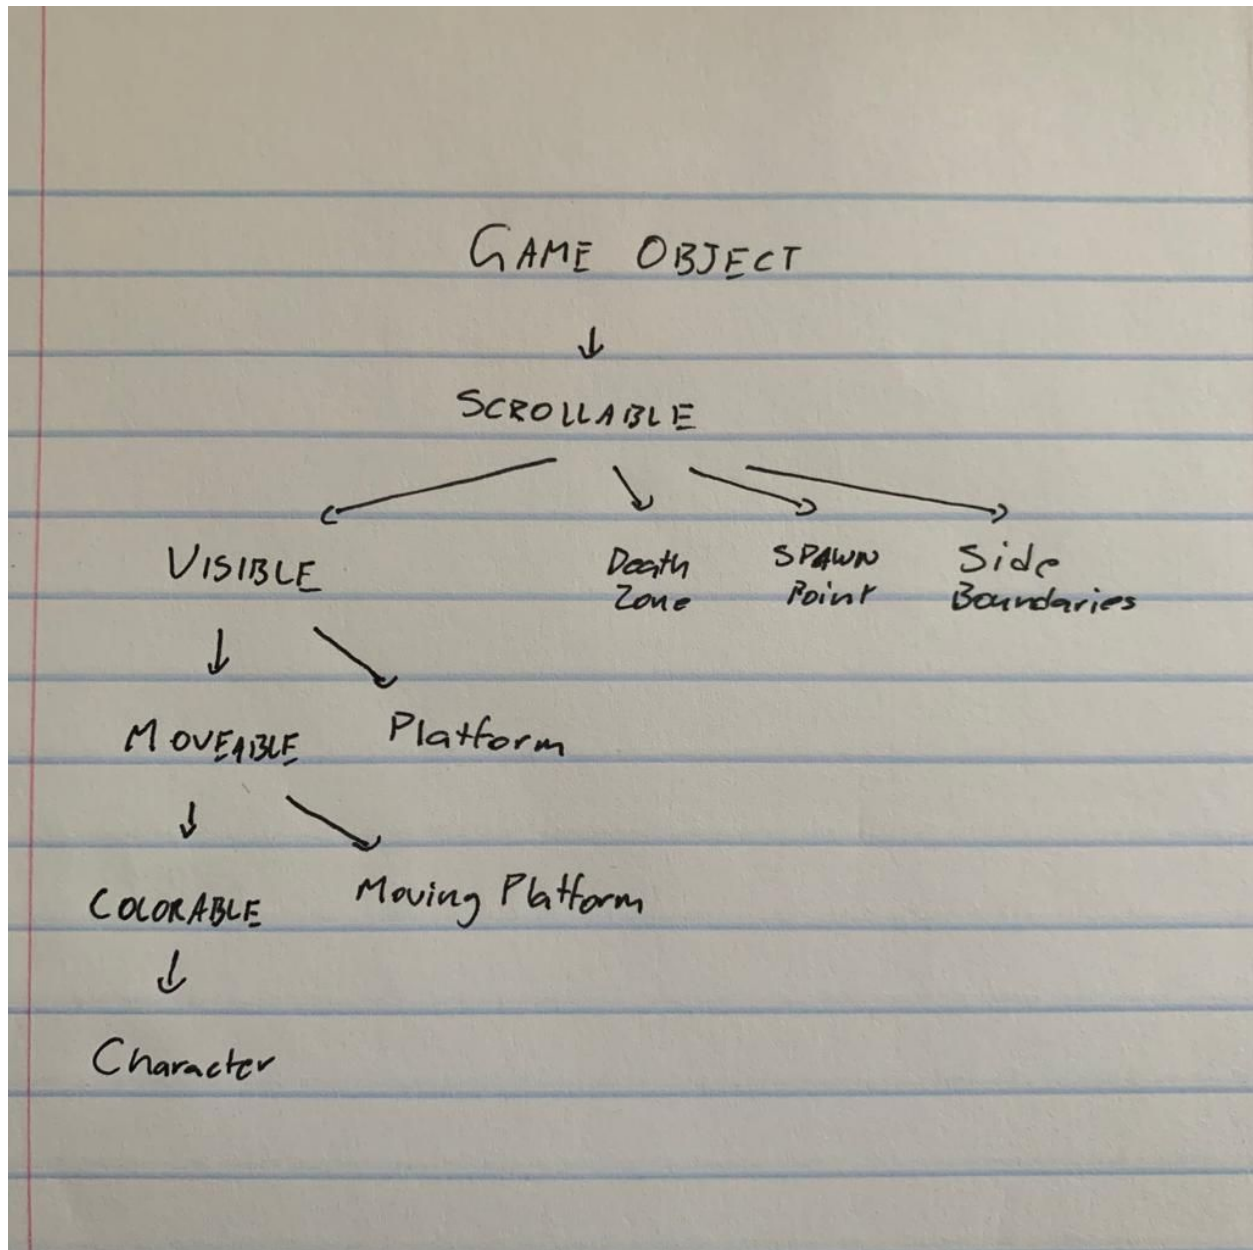 GAME OBJECT
SCROLLABLE
VISIBLE
Death
Zone
SPAWN
Point
Side
Boundaries
MOVEABLE
Platform
COLORABLE
Moving Platform
Character